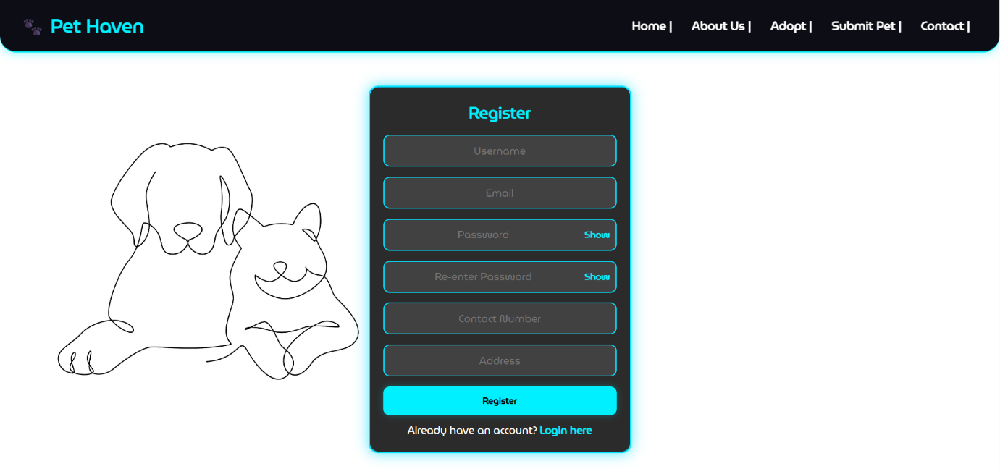 Pet Haven
Home | About Us | Adopt | Submit Pet | Contact |
Register
Username
Email
Password Show
Re-enter Password Show
Contact Number
Address
Register
Already have an account? Login here